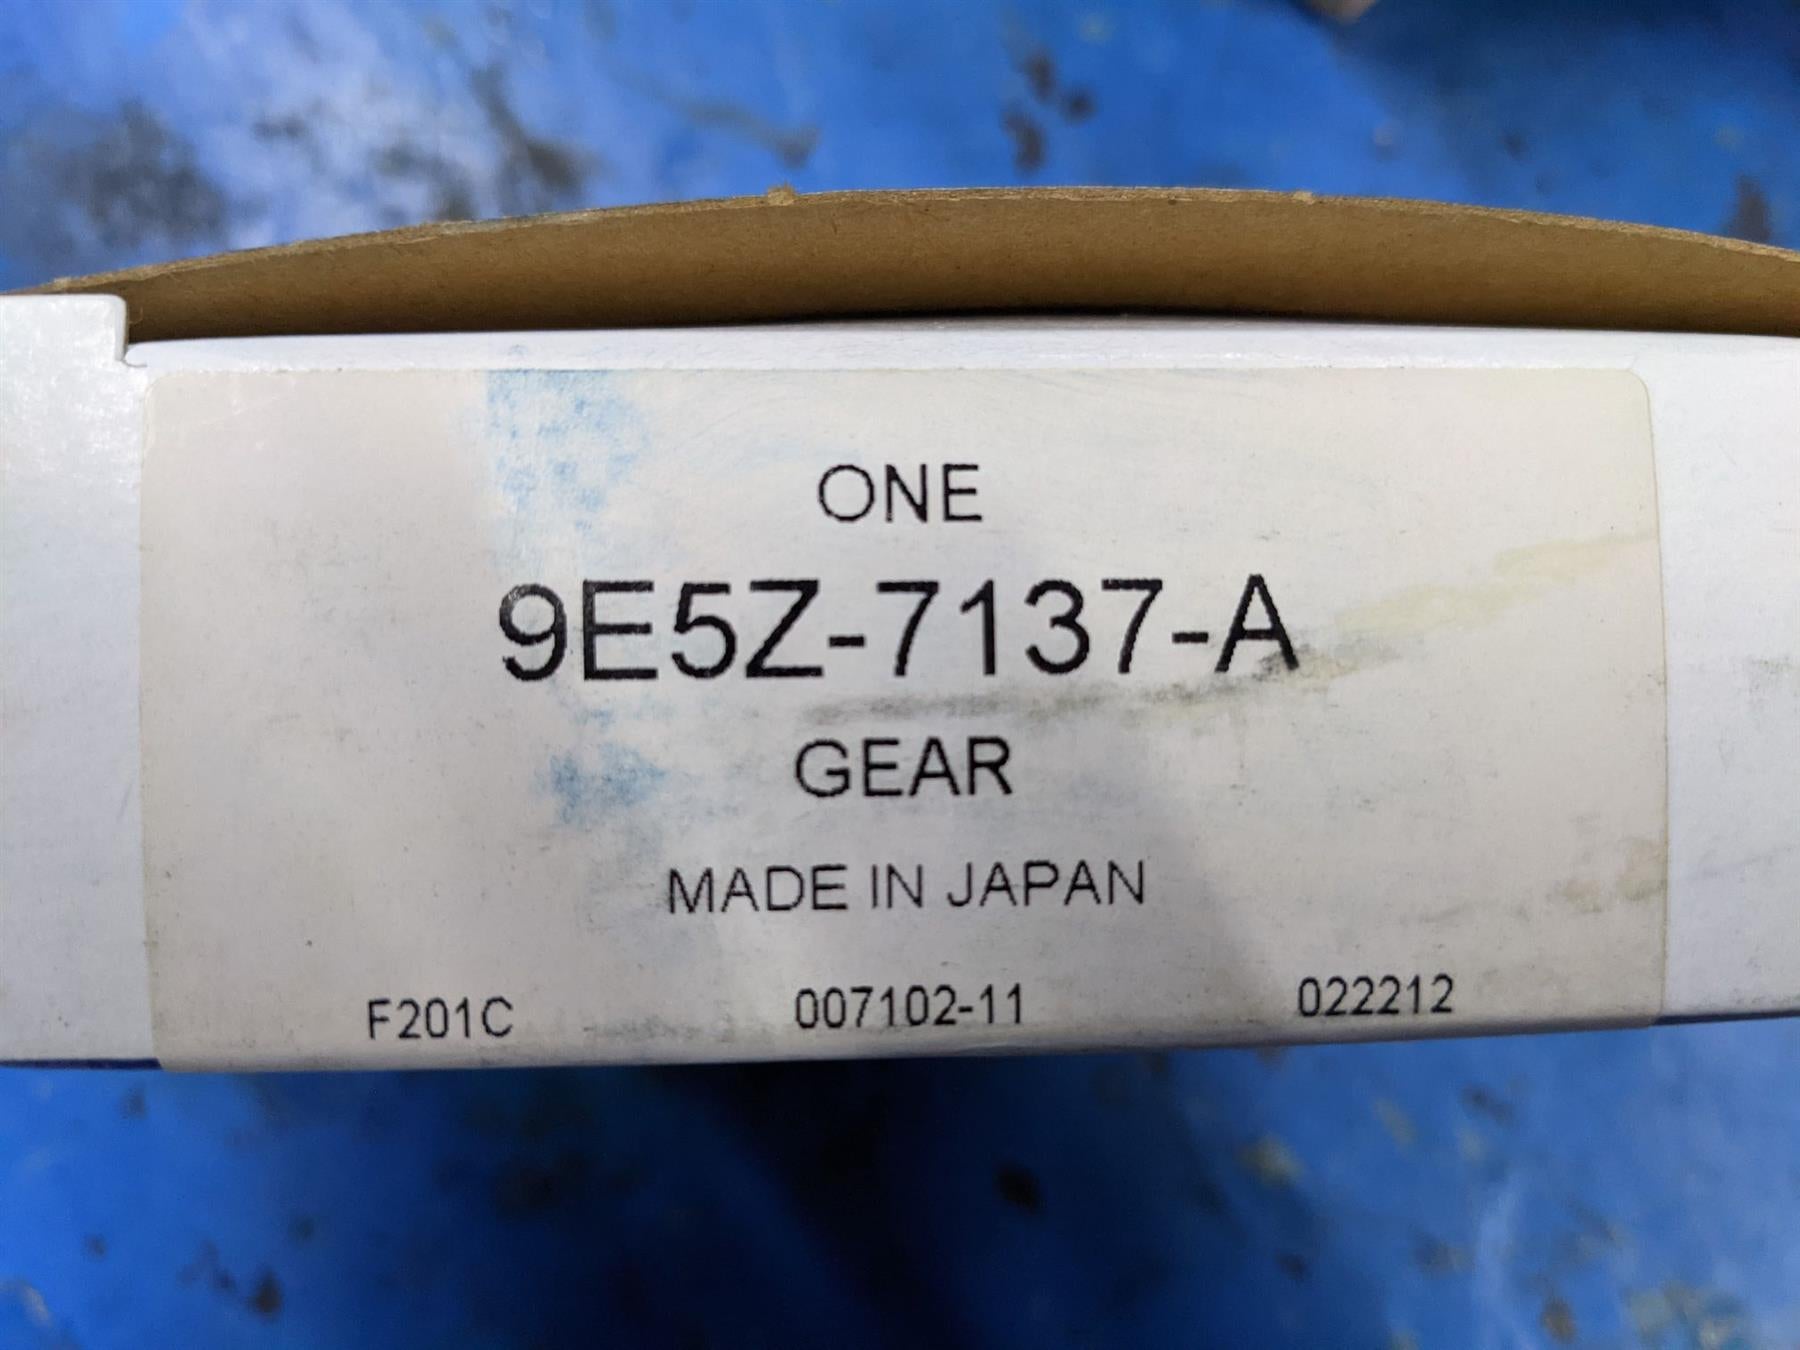 ONE
9E5Z-7137-A
GEAR
MADE IN JAPAN
F201C 007102-11 022212